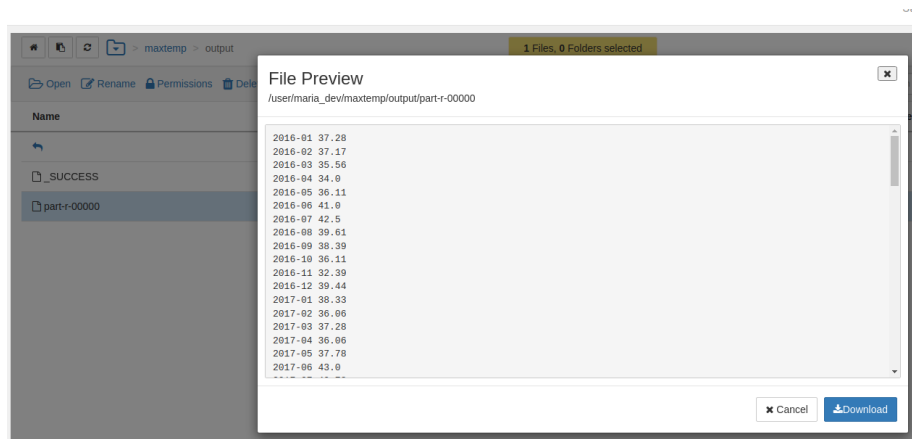 > maxtemp > output
1 Files, 0 Folders selected
Open Rename Permissions Dele
Name
_SUCCESS
part-r-00000
File Preview
/user/maria_dev/maxtemp/output/part-r-00000
2016-01 37.28
2016-02 37.17
2016-03 35.56
2016-04 34.0
2016-05 36.11
2016-06 41.0
2016-07 42.5
2016-08 39.61
2016-09 38.39
2016-10 36.11
2016-11 32.39
2016-12 39.44
2017-01 38.33
2017-02 36.06
2017-03 37.28
2017-04 36.06
2017-05 37.78
2017-06 43.0
Cancel Download